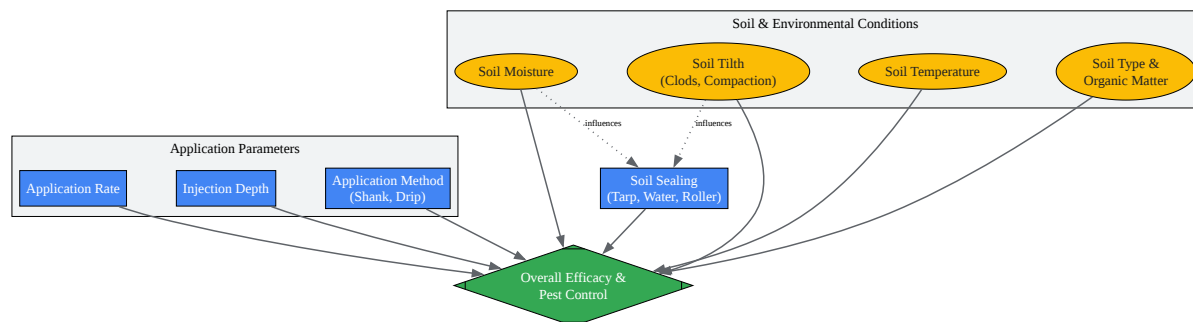 Soil & Environmental Conditions
Soil Moisture
Soil Tilth
(Clods, Compaction)
Soil Temperature
Soil Type &
Organic Matter
influences
influences
Application Parameters
Application Rate
Injection Depth
Application Method
(Shank, Drip)
Soil Sealing
(Tarp, Water, Roller)
Overall Efficacy &
Pest Control